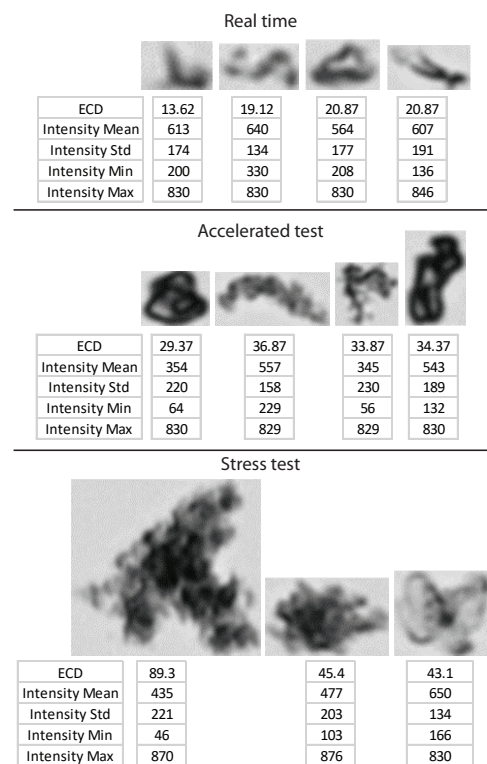 Real time
ECD 13.62 19.12 20.87 20.87
Intensity Mean 613 640 564 607
Intensity Std 174 134 177 191
Intensity Min 200 330 208 136
Intensity Max 830 830 830 846
Accelerated test
ECD 29.37 36.87 33.87 34.37
Intensity Mean 354 557 345 543
Intensity Std 220 158 230 189
Intensity Min 64 229 56 132
Intensity Max 830 829 829 830
Stress test
ECD 89.3 45.4 43.1
Intensity Mean 435 477 650
Intensity Std 221 203 134
Intensity Min 46 103 166
Intensity Max 870 876 830